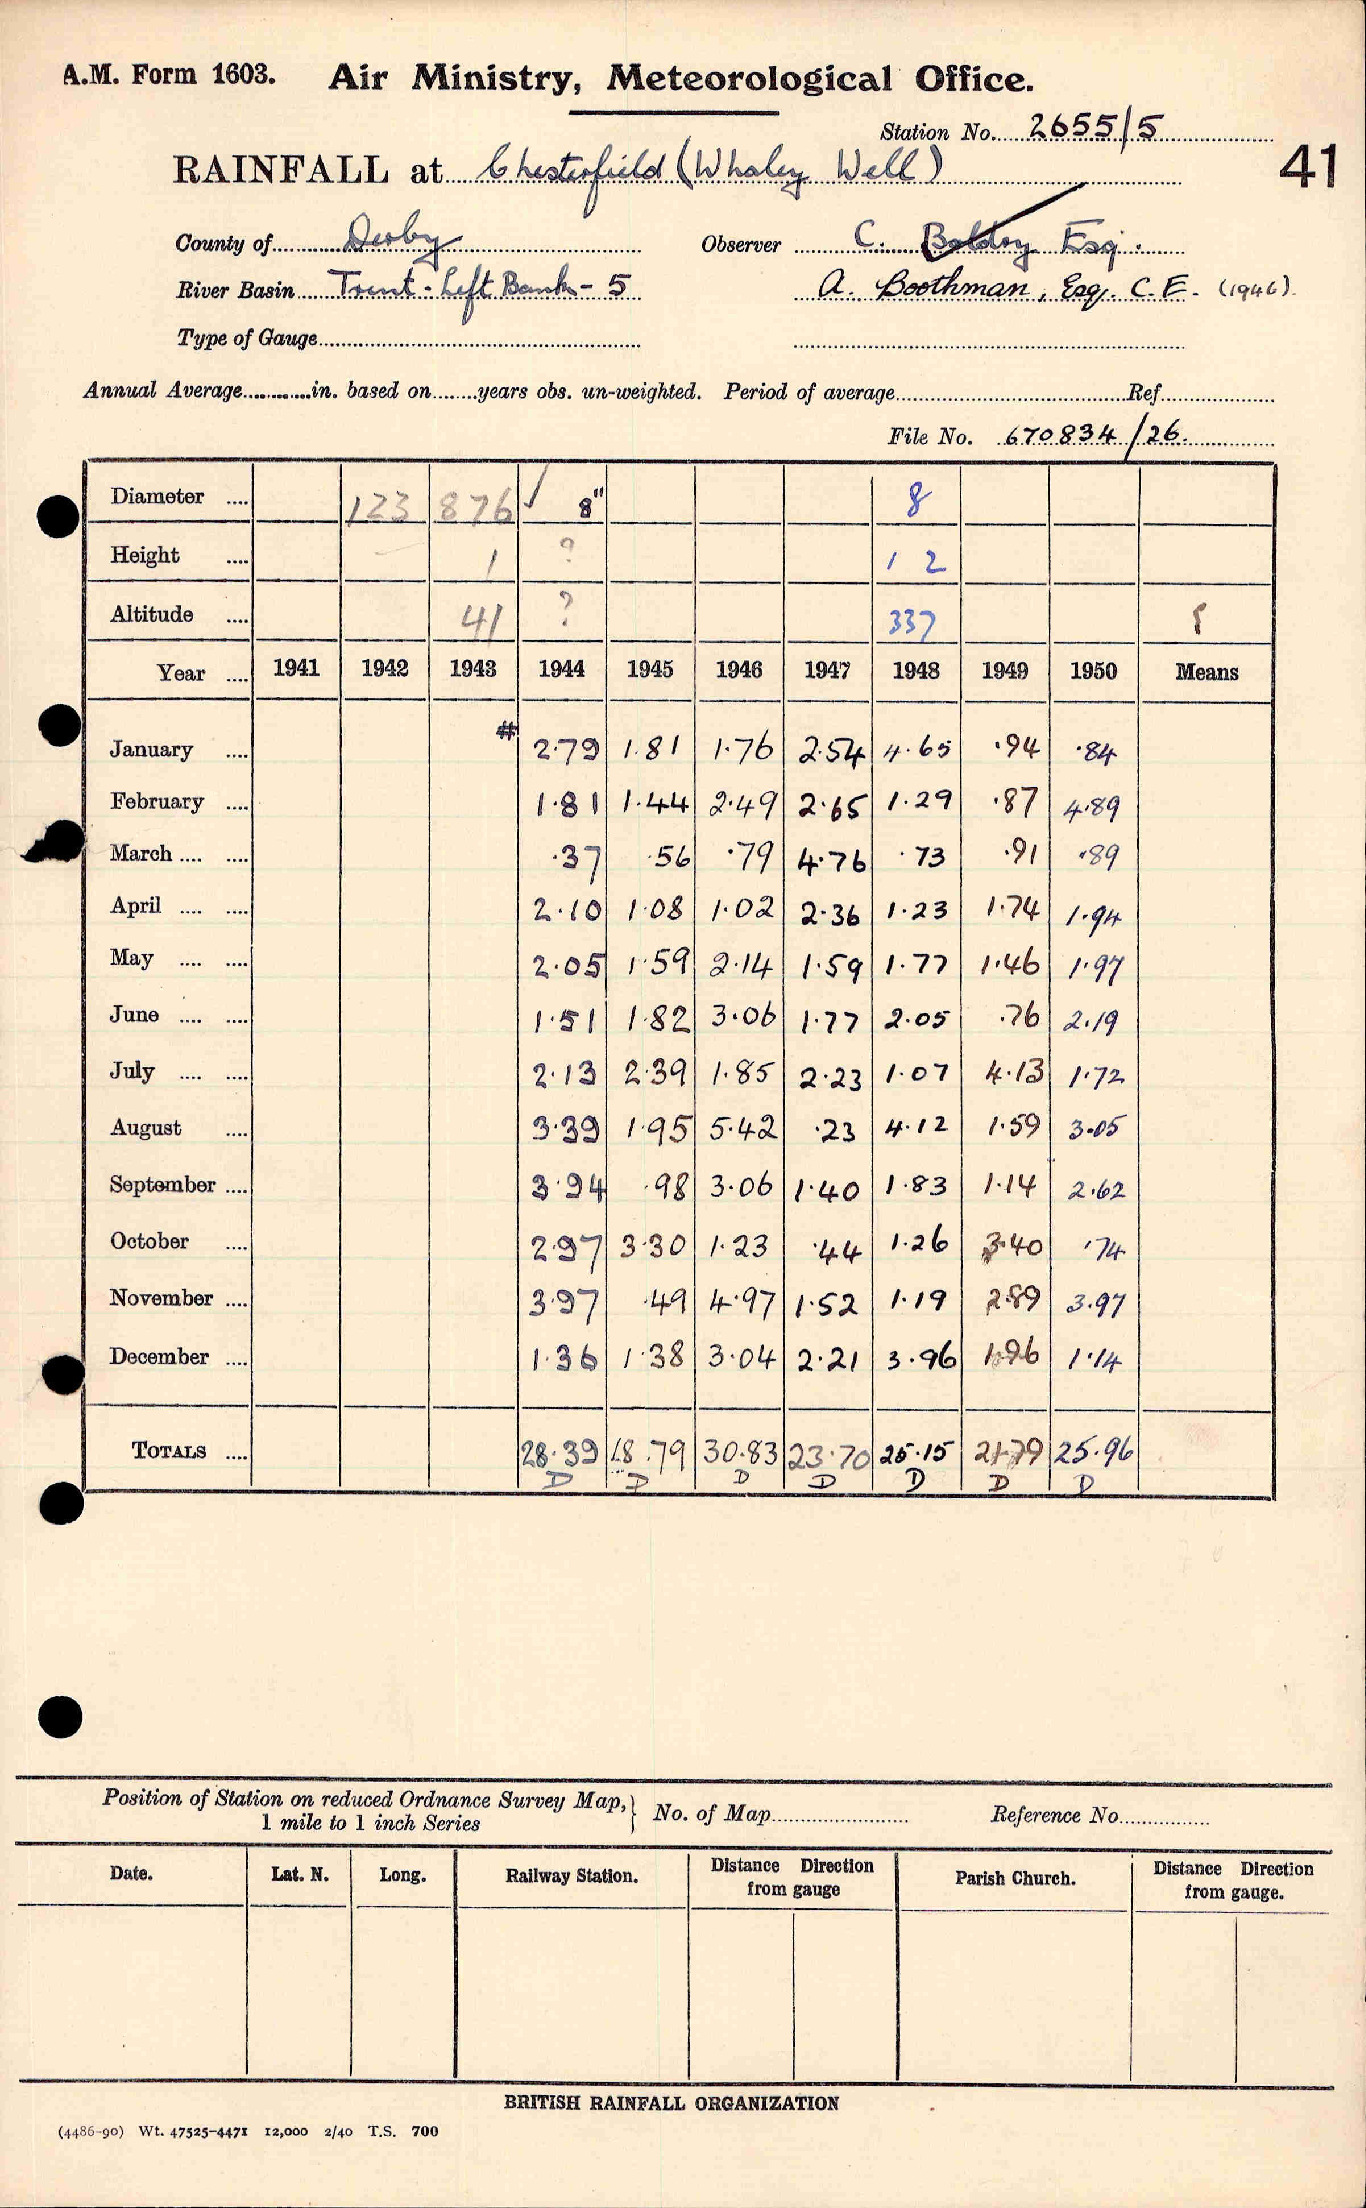 A.M. Form 1603. Air Ministry, Meteorological Office.
Station No. 2655/5
41
RAINFALL at Chesterfield (Whaley Well)
County of Derby Observer C. Boldry Esq.
River Basin Trent - Left Bank - 5 A. Boothman, Esq. C.E. (1946).
Type of Gauge
Annual Average in. based on years obs. un-weighted. Period of average Ref
File No. 670834/26.
Diameter .... 123 876 √ 8" 8
Height .... 1 ? 1 2
Altitude .... 41 ? 337
Year .... 1941 1942 1943 1944 1945 1946 1947 1948 1949 1950 Means
January .... # 2.79 1.81 1.76 2.54 4.65 .94 .84
February .... 1.81 1.44 2.49 2.65 1.29 .87 4.89
March .... .... .37 .56 .79 4.76 .73 .91 .89
April .... .... 2.10 1.08 1.02 2.36 1.23 1.74 1.94
May .... .... 2.05 1.59 2.14 1.59 1.77 1.46 1.97
June .... .... 1.51 1.82 3.06 1.77 2.05 .76 2.19
July .... .... 2.13 2.39 1.85 2.23 1.07 4.13 1.72
August .... 3.39 1.95 5.42 .23 4.12 1.59 3.05
September .... 3.94 .98 3.06 1.40 1.83 1.14 2.62
October .... 2.97 3.30 1.23 .44 1.26 3.40 .74
November .... 3.97 .49 4.97 1.52 1.19 2.89 3.97
December .... 1.36 1.38 3.04 2.21 3.96 1.96 1.14
TOTALS .... 28.39 18.79 30.83 23.70 25.15 21.79 25.96
D D D D D D D
Position of Station on reduced Ordnance Survey Map, } No. of Map Reference No.
1 mile to 1 inch Series
Date. Lat. N. Long. Railway Station. Distance Direction from gauge Parish Church. Distance Direction from gauge.
BRITISH RAINFALL ORGANIZATION
(4486-90) Wt. 47525-4471 12,000 2/40 T.S. 700